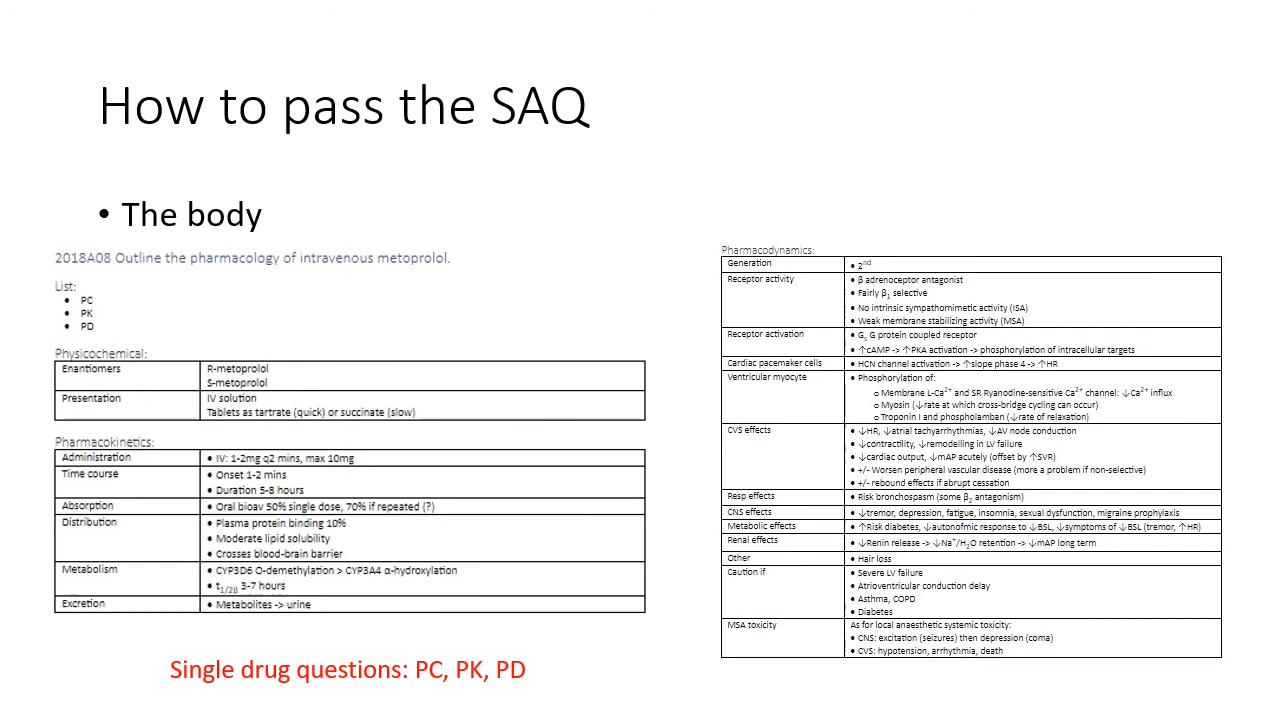 How to pass the SAQ
• The body
2018A08 Outline the pharmacology of intravenous metoprolol.
List:
• PC
• PK
• PD
Physicochemical:
Enantiomers R-metoprolol
S-metoprolol
Presentation IV solution
Tablets as tartrate (quick) or succinate (slow)
Pharmacokinetics:
Administration • IV: 1-2mg q2 mins, max 10mg
Time course • Onset 1-2 mins
• Duration 5-8 hours
Absorption • Oral bioav 50% single dose, 70% if repeated (?)
Distribution • Plasma protein binding 10%
• Moderate lipid solubility
• Crosses blood-brain barrier
Metabolism • CYP3D6 O-demethylation > CYP3A4 α-hydroxylation
• t1/2β 3-7 hours
Excretion • Metabolites -> urine
Single drug questions: PC, PK, PD
Pharmacodynamics:
Generation • 2nd
Receptor activity • β adrenoceptor antagonist
• Fairly β1 selective
• No intrinsic sympathomimetic activity (ISA)
• Weak membrane stabilizing activity (MSA)
Receptor activation • Gs G protein coupled receptor
• ↑cAMP -> ↑PKA activation -> phosphorylation of intracellular targets
Cardiac pacemaker cells • HCN channel activation -> ↑slope phase 4 -> ↑HR
Ventricular myocyte • Phosphorylation of:
o Membrane L-Ca2+ and SR Ryanodine-sensitive Ca2+ channel: ↓Ca2+ influx
o Myosin (↓rate at which cross-bridge cycling can occur)
o Troponin I and phospholamban (↓rate of relaxation)
CVS effects • ↓HR, ↓atrial tachyarrhythmias, ↓AV node conduction
• ↓contractility, ↓remodelling in LV failure
• ↓cardiac output, ↓mAP acutely (offset by ↑SVR)
• +/- Worsen peripheral vascular disease (more a problem if non-selective)
• +/- rebound effects if abrupt cessation
Resp effects • Risk bronchospasm (some β2 antagonism)
CNS effects • ↓tremor, depression, fatigue, insomnia, sexual dysfunction, migraine prophylaxis
Metabolic effects • ↑Risk diabetes, ↓autonofmic response to ↓BSL, ↓symptoms of ↓BSL (tremor, ↑HR)
Renal effects • ↓Renin release -> ↓Na+/H2O retention -> ↓mAP long term
Other • Hair loss
Caution if • Severe LV failure
• Atrioventricular conduction delay
• Asthma, COPD
• Diabetes
MSA toxicity As for local anaesthetic systemic toxicity:
• CNS: excitation (seizures) then depression (coma)
• CVS: hypotension, arrhythmia, death